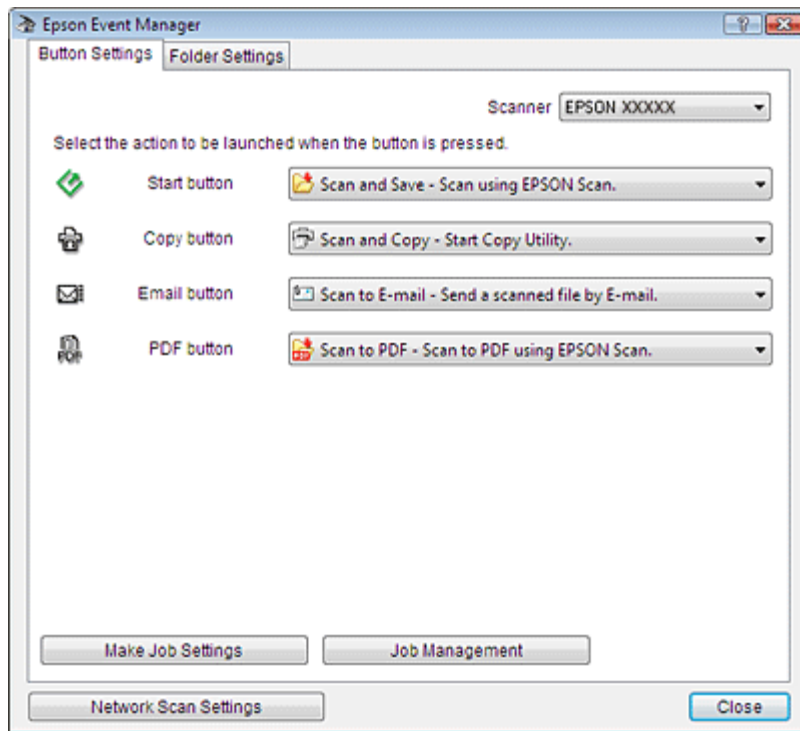 Epson Event Manager
Button Settings Folder Settings
Scanner EPSON XXXXX
Select the action to be launched when the button is pressed.
Start button Scan and Save - Scan using EPSON Scan.
Copy button Scan and Copy - Start Copy Utility.
Email button Scan to E-mail - Send a scanned file by E-mail.
PDF button Scan to PDF - Scan to PDF using EPSON Scan.
Make Job Settings Job Management
Network Scan Settings Close